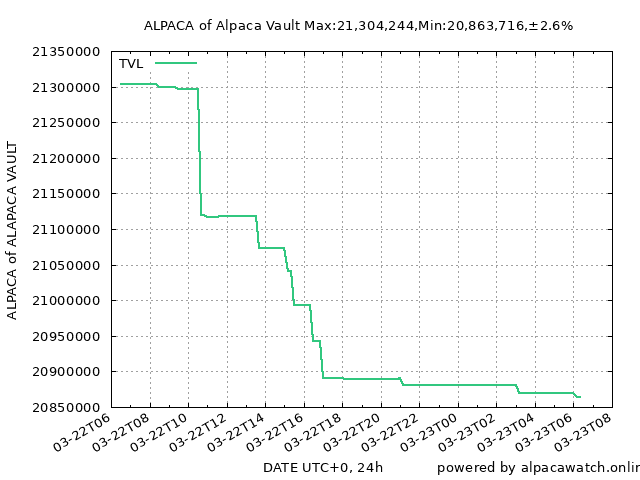 ALPACA of Alpaca Vault Max:21,304,244,Min:20,863,716,±2.6%
TVL
21350000
21300000
21250000
21200000
21150000
21100000
21050000
21000000
20950000
20900000
20850000
ALPACA of ALAPACA VAULT
03-22T06
03-22T08
03-22T10
03-22T12
03-22T14
03-22T16
03-22T18
03-22T20
03-22T22
03-23T00
03-23T02
03-23T04
03-23T06
03-23T08
DATE UTC+0, 24h
powered by alpacawatch.onlin